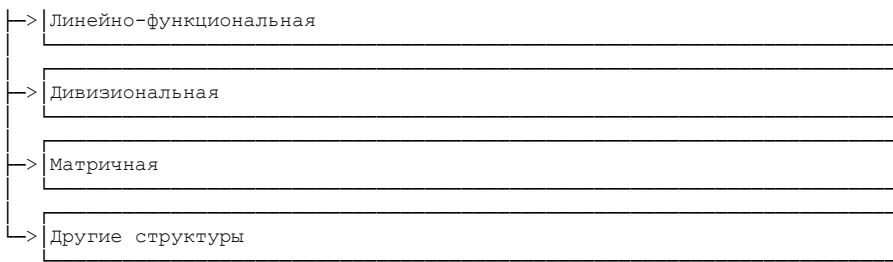 Линейно-функциональная
Дивизиональная
Матричная
Другие структуры